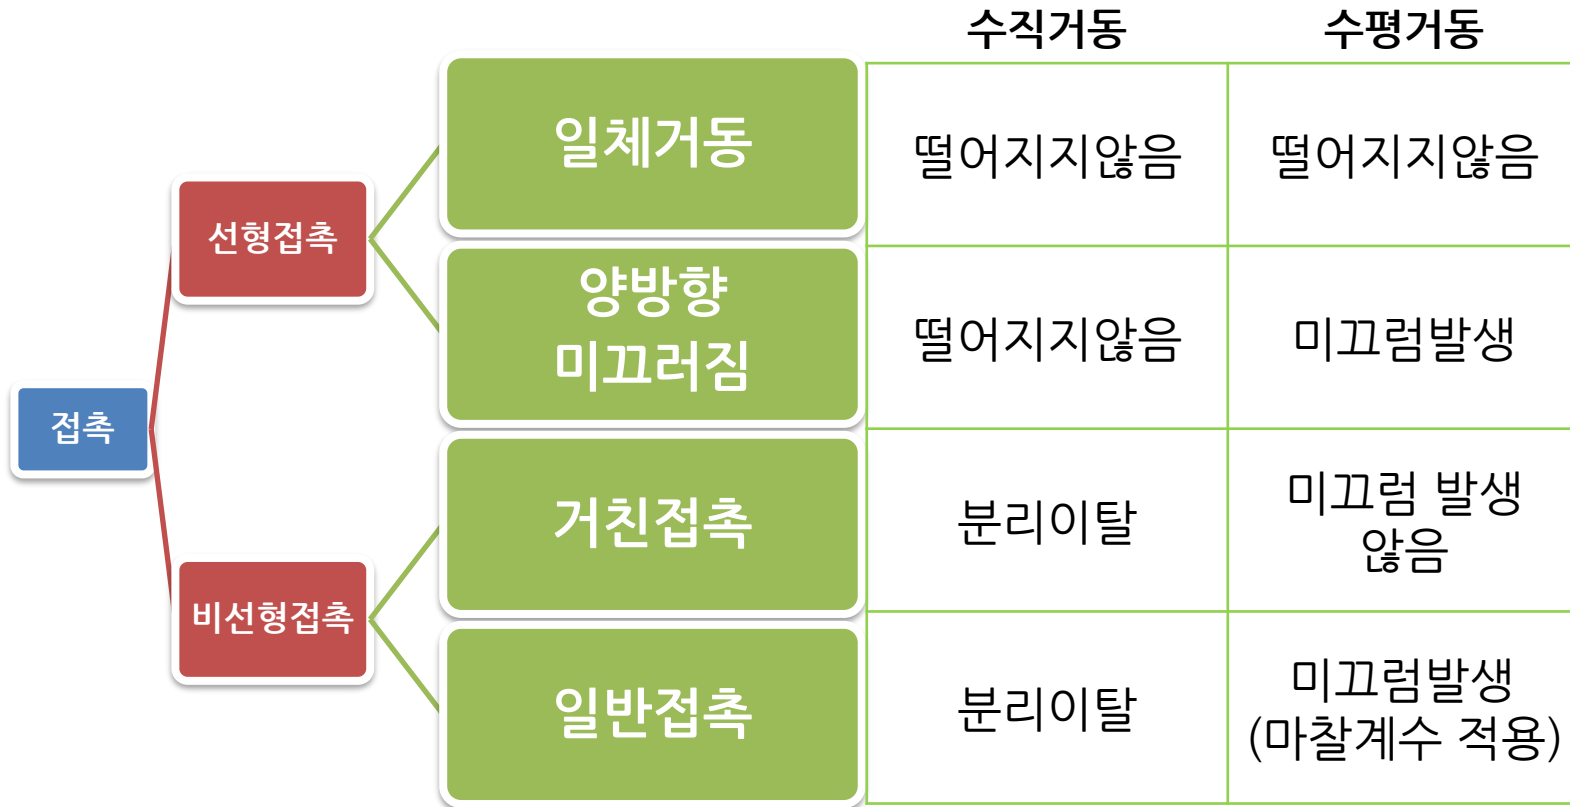 수직거동
수평거동
일체거동
떨어지지않음
떨어지지않음
선형접촉
양방향
미끄러짐
떨어지지않음
미끄럼발생
접촉
거친접촉
분리이탈
미끄럼 발생
않음
비선형접촉
일반접촉
분리이탈
미끄럼발생
(마찰계수 적용)